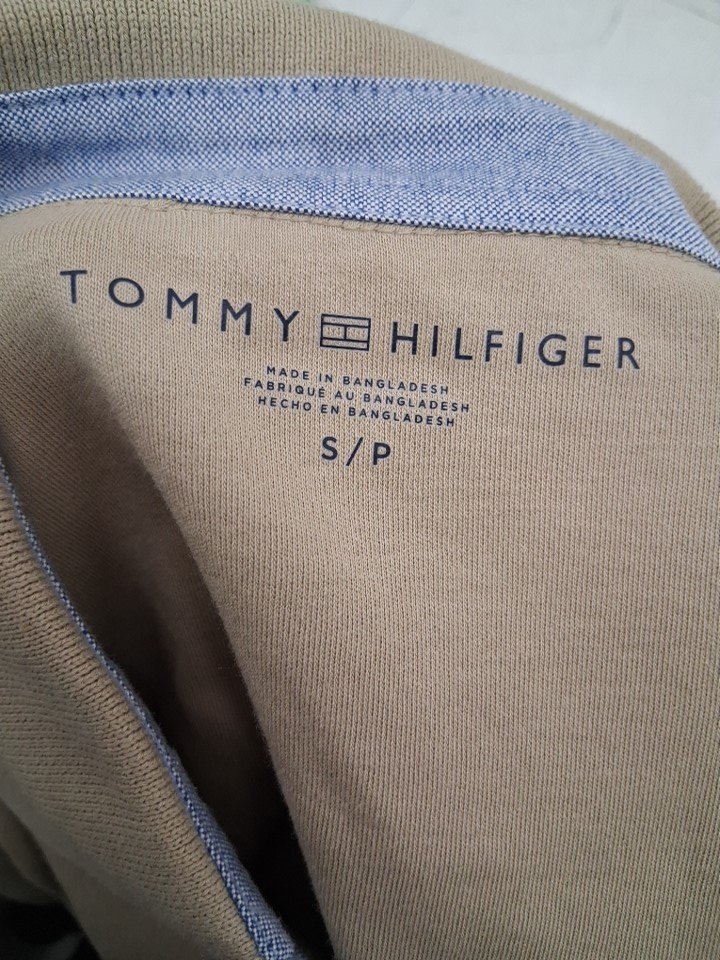 TOMMY HILFIGER
MADE IN BANGLADESH
FABRIQUÉ AU BANGLADESH
HECHO EN BANGLADESH
S/P